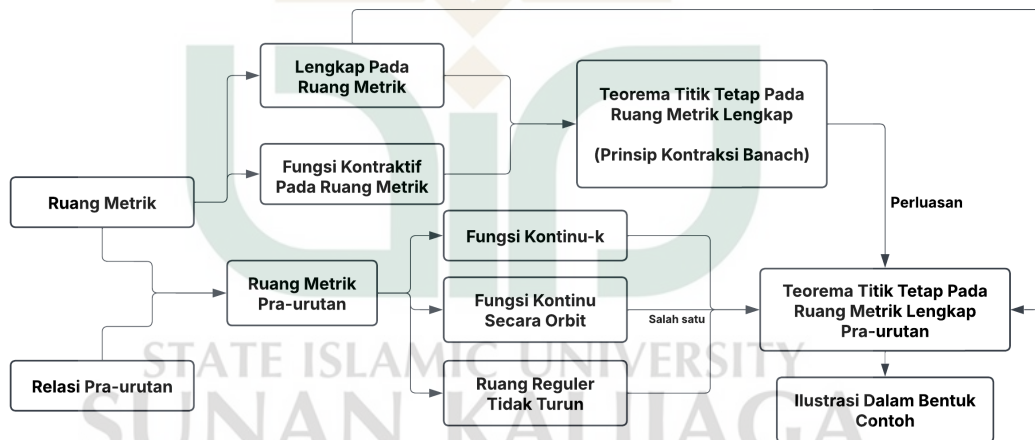 Lengkap Pada
Ruang Metrik
Teorema Titik Tetap Pada
Ruang Metrik Lengkap
(Prinsip Kontraksi Banach)
Fungsi Kontraktif
Pada Ruang Metrik
Ruang Metrik
Perluasan
Fungsi Kontinu-k
Ruang Metrik
Pra-urutan
Fungsi Kontinu
Secara Orbit
Salah satu
Teorema Titik Tetap Pada
Ruang Metrik Lengkap
Pra-urutan
Relasi Pra-urutan
Ruang Reguler
Tidak Turun
Ilustrasi Dalam Bentuk
Contoh
STATE ISLAMIC UNIVERSITY
SUNAN KALIJAGA